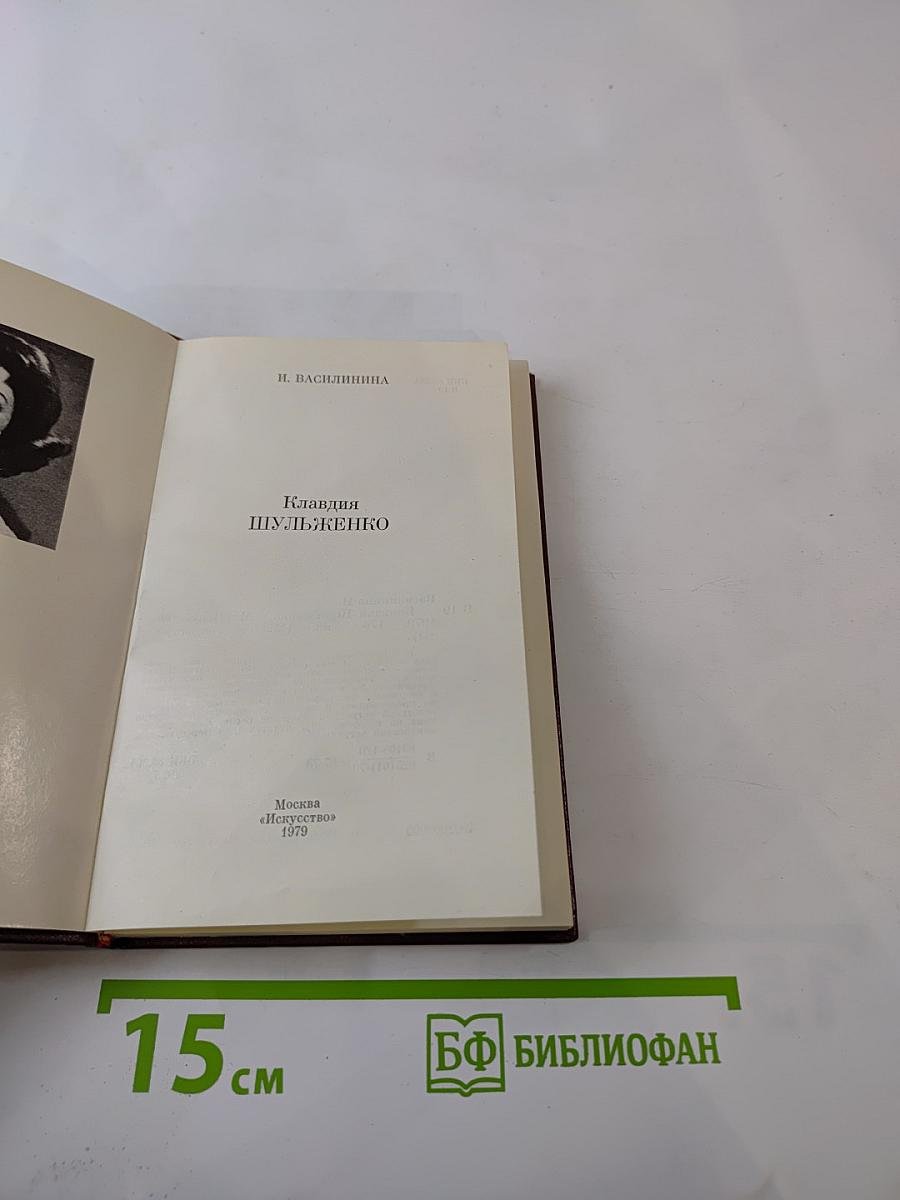 И. ВАСИЛИНИНА
Клавдия
ШУЛЬЖЕНКО
Москва
«Искусство»
1979
15 см
БФ БИБЛИОФАН